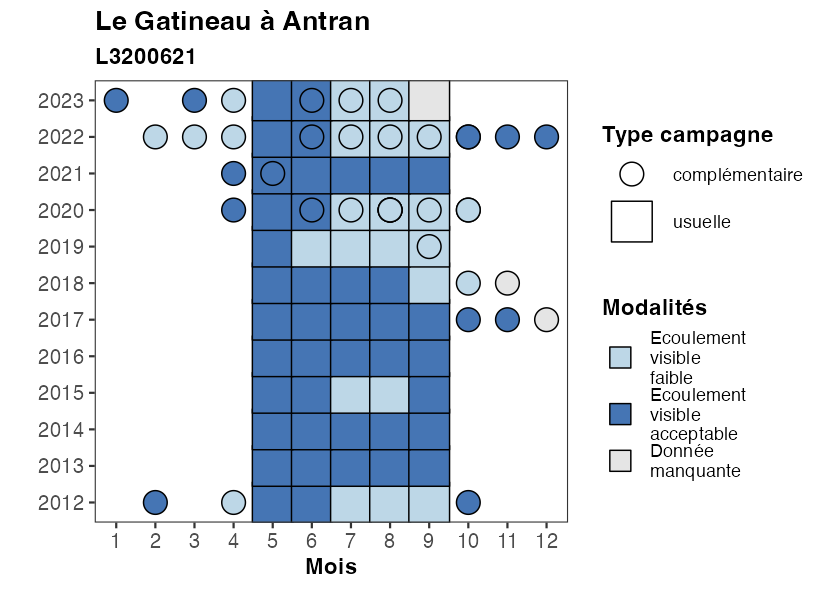 Le Gatineau à Antran
L3200621
2023
2022
2021
2020
2019
2018
2017
2016
2015
2014
2013
2012
1 2 3 4 5 6 7 8 9 10 11 12
Mois
Type campagne
complémentaire
usuelle
Modalités
Ecoulement
visible
faible
Ecoulement
visible
acceptable
Donnée
manquante